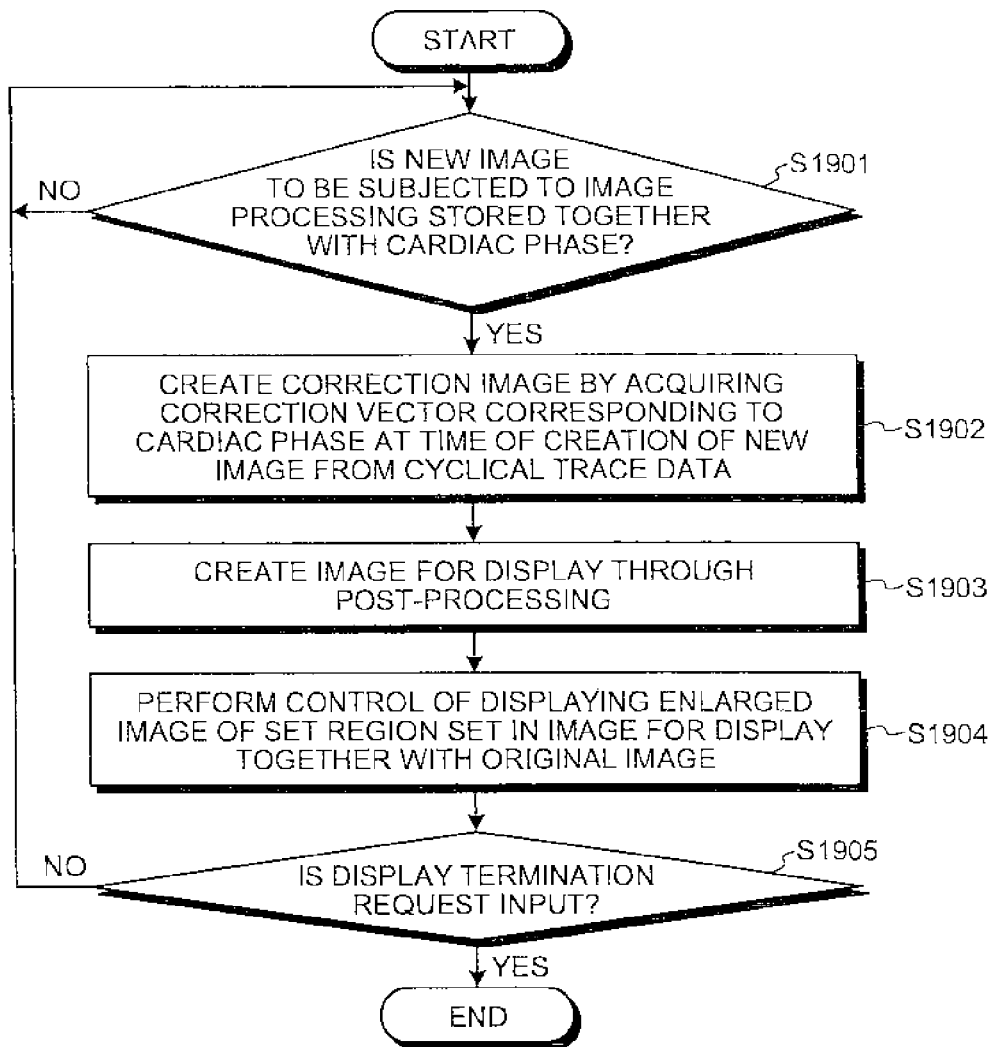 START
IS NEW IMAGE
TO BE SUBJECTED TO IMAGE
PROCESSING STORED TOGETHER
WITH CARDIAC PHASE?
S1901
NO
YES
CREATE CORRECTION IMAGE BY ACQUIRING
CORRECTION VECTOR CORRESPONDING TO
CARDIAC PHASE AT TIME OF CREATION OF NEW
IMAGE FROM CYCLICAL TRACE DATA
S1902
CREATE IMAGE FOR DISPLAY THROUGH
POST-PROCESSING
S1903
PERFORM CONTROL OF DISPLAYING ENLARGED
IMAGE OF SET REGION SET IN IMAGE FOR DISPLAY
TOGETHER WITH ORIGINAL IMAGE
S1904
NO
IS DISPLAY TERMINATION
REQUEST INPUT?
S1905
YES
END